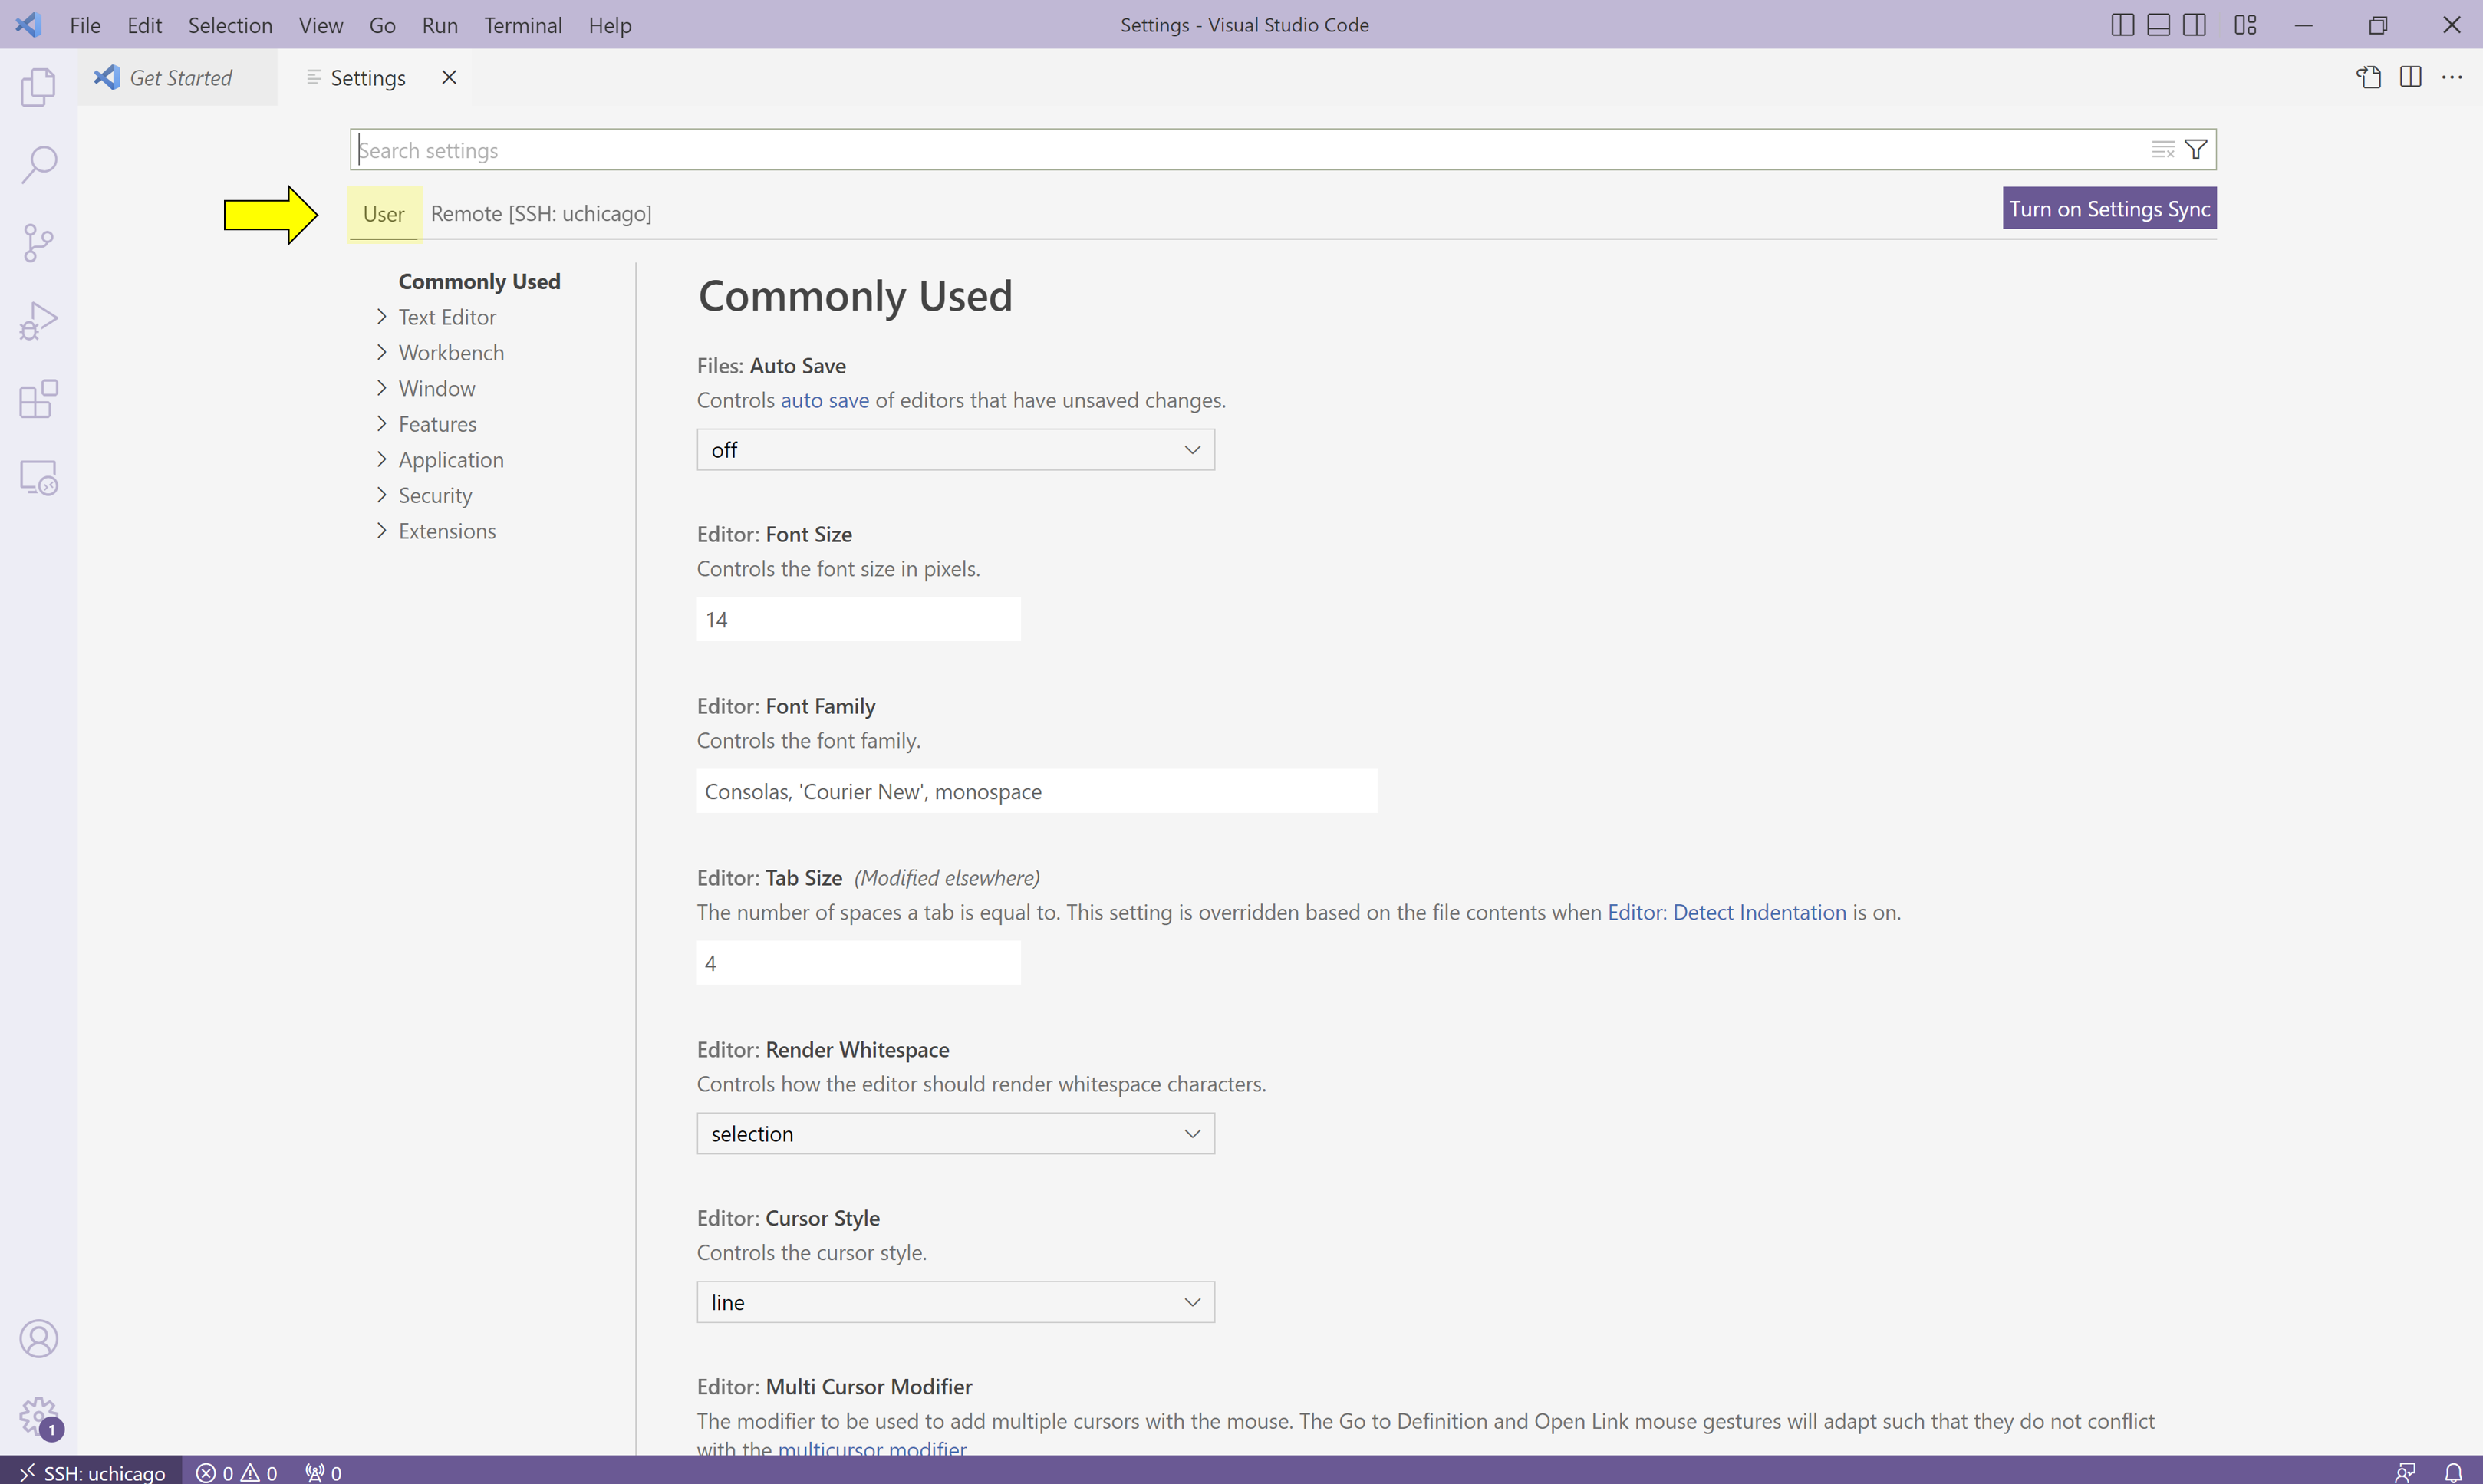 File Edit Selection View Go Run Terminal Help
Settings - Visual Studio Code
Get Started
Settings
Search settings
User
Remote [SSH: uchicago]
Turn on Settings Sync
Commonly Used
Text Editor
Workbench
Window
Features
Application
Security
Extensions
Commonly Used
Files: Auto Save
Controls auto save of editors that have unsaved changes.
off
Editor: Font Size
Controls the font size in pixels.
14
Editor: Font Family
Controls the font family.
Consolas, 'Courier New', monospace
Editor: Tab Size (Modified elsewhere)
The number of spaces a tab is equal to. This setting is overridden based on the file contents when Editor: Detect Indentation is on.
4
Editor: Render Whitespace
Controls how the editor should render whitespace characters.
selection
Editor: Cursor Style
Controls the cursor style.
line
Editor: Multi Cursor Modifier
The modifier to be used to add multiple cursors with the mouse. The Go to Definition and Open Link mouse gestures will adapt such that they do not conflict
with the multicursor modifier
1
SSH: uchicago 0 0 0